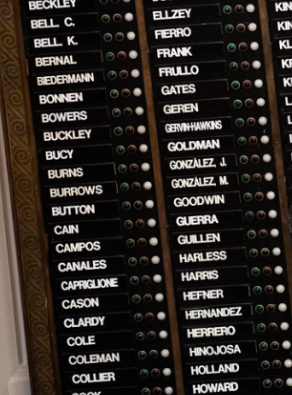 BECKLEY
BELL. C.
BELL. K.
BERNAL
BIEDERMANN
BONNEN
BOWERS
BUCKLEY
BUCY
BURNS
BURROWS
BUTTON
CAIN
CAMPOS
CANALES
CAPRIGLIONE
CASON
CLARDY
COLE
COLEMAN
COLLIER
COOK
ELLZEY
FIERRO
FRANK
FRULLO
GATES
GEREN
GERVIN-HAWKINS
GOLDMAN
GONZÁLEZ, J.
GONZÁLEZ, M.
GOODWIN
GUERRA
GUILLEN
HARLESS
HARRIS
HEFNER
HERNANDEZ
HERRERO
HINOJOSA
HOLLAND
HOWARD